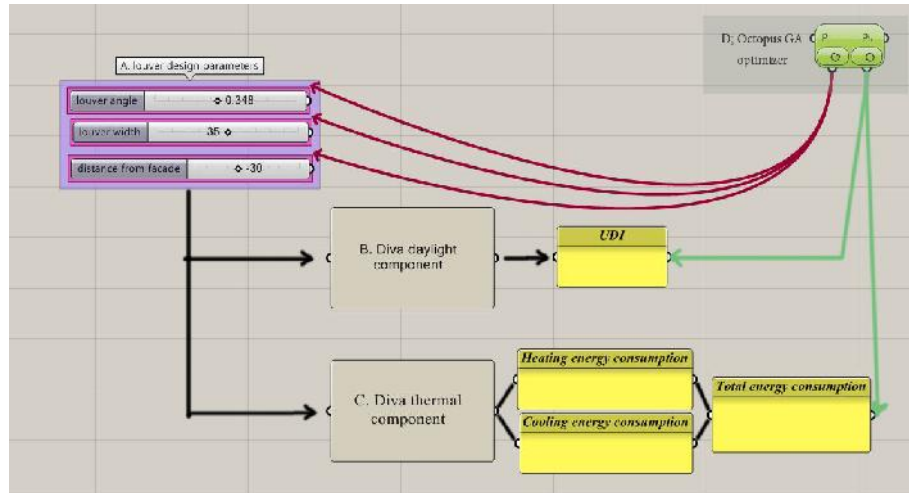 D; Octopus GA
optimizer
A. louver design parameters
louver angle
0.348
louver width
35
distance from facade
-30
B. Diva daylight
component
UDI
C. Diva thermal
component
Heating energy consumption
Cooling energy consumption
Total energy consumption